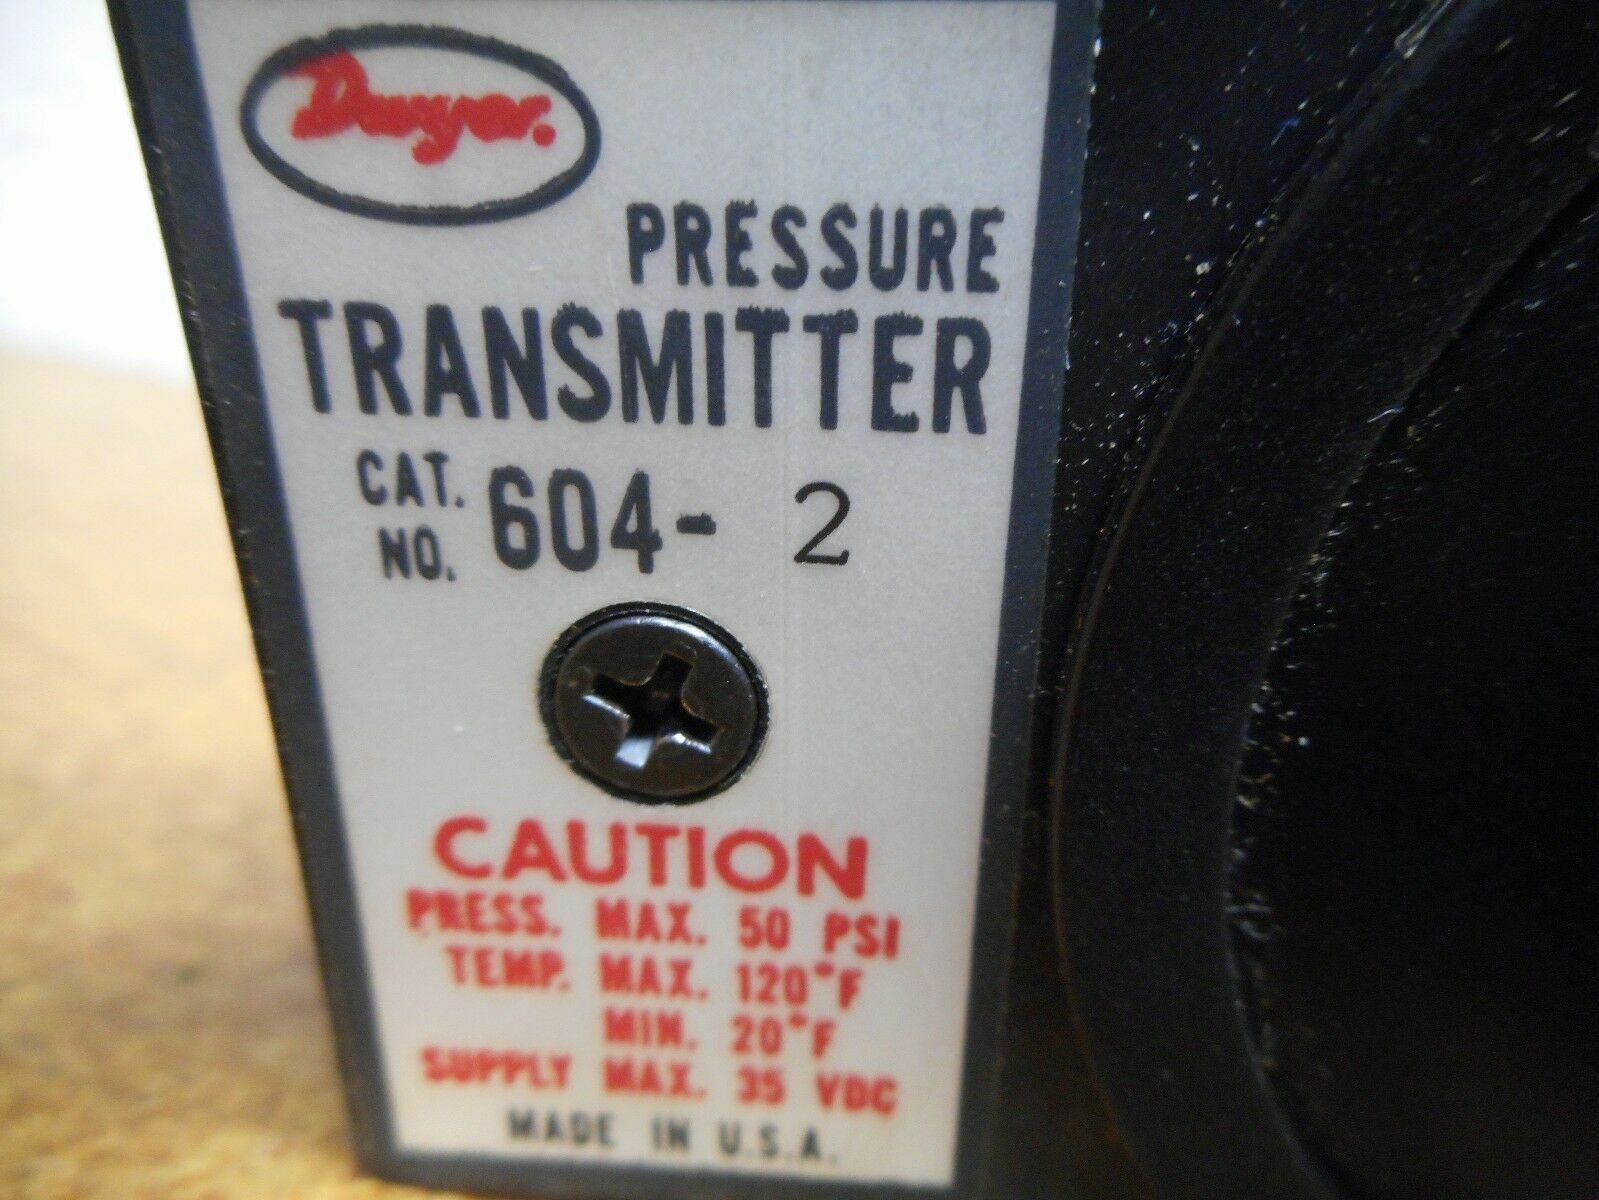 Dwyer.
PRESSURE
TRANSMITTER
CAT. NO. 604- 2
CAUTION
PRESS. MAX. 50 PSI
TEMP. MAX. 120°F
MIN. 20°F
SUPPLY MAX. 35 VDC
MADE IN U.S.A.